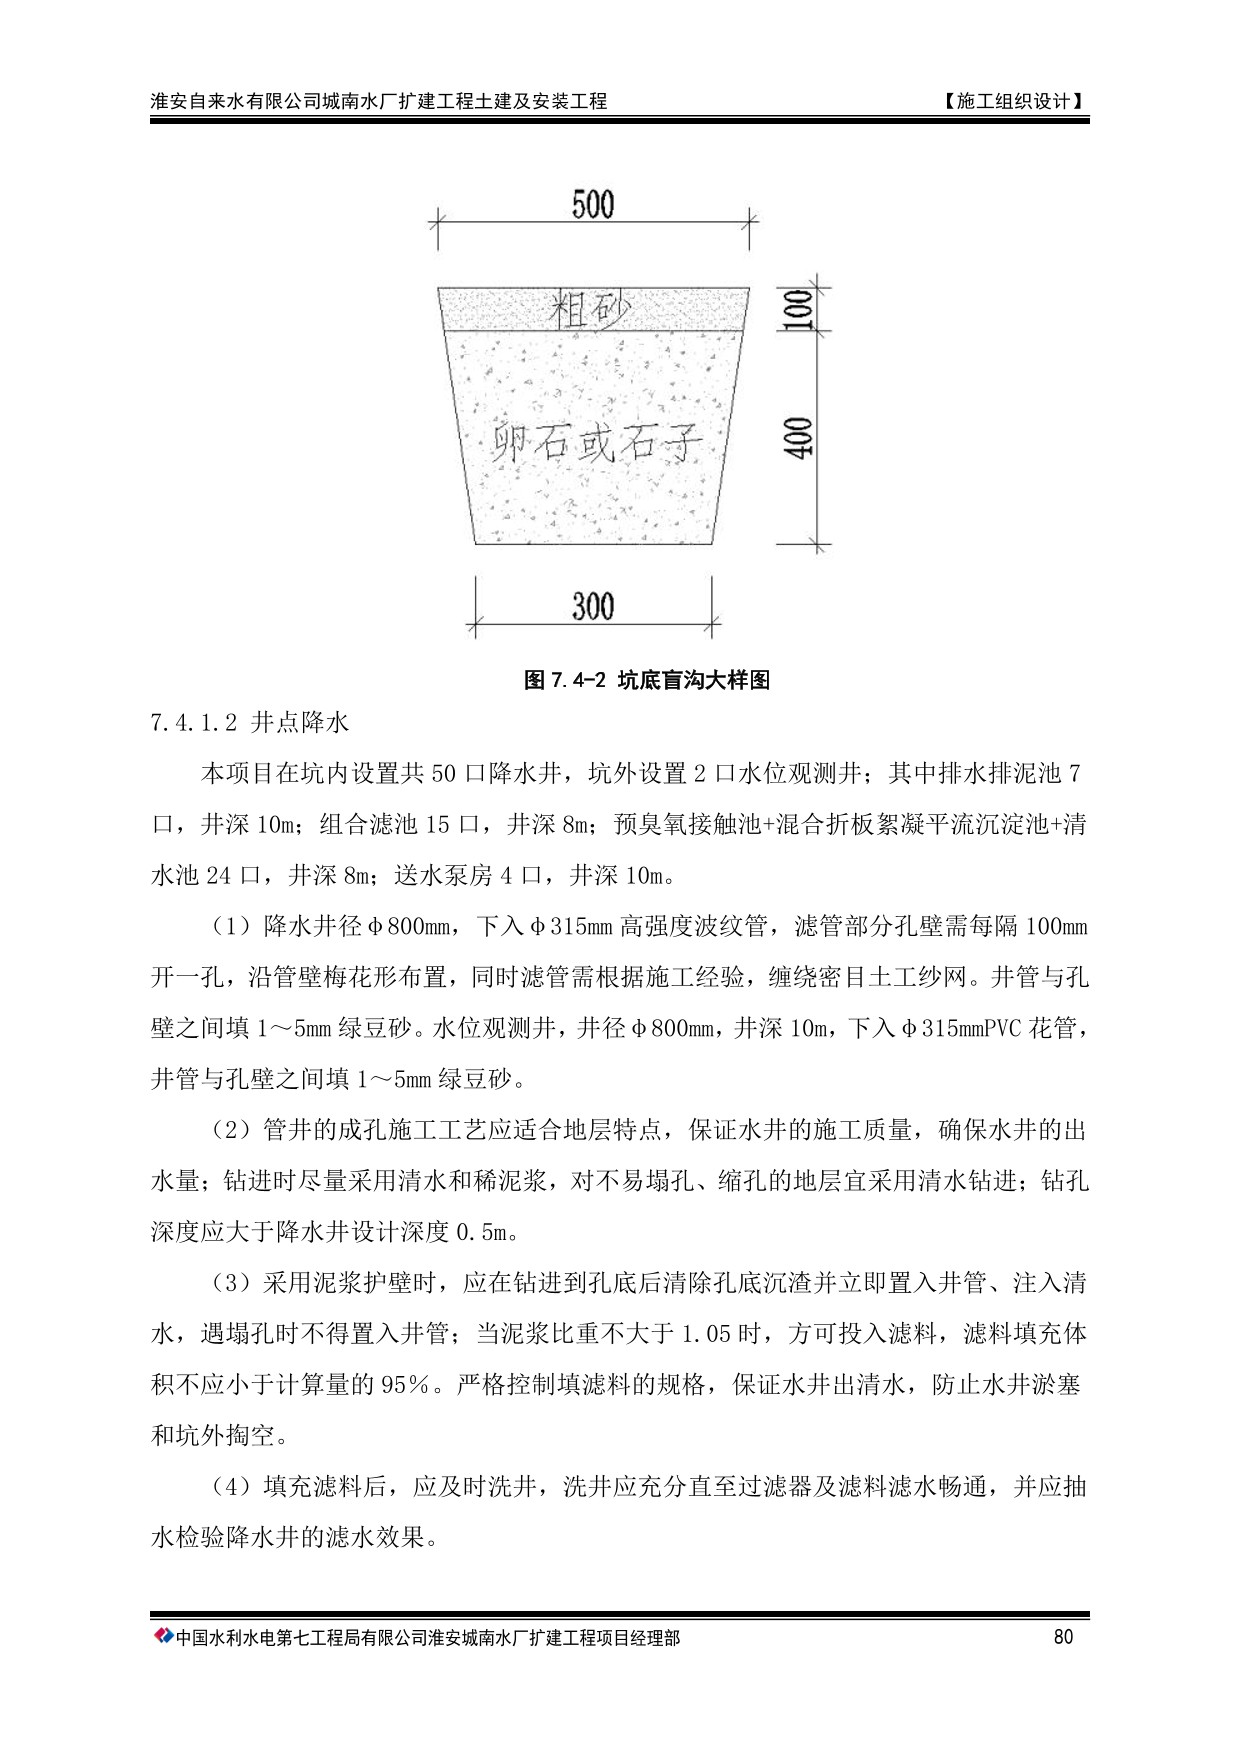 淮安自来水有限公司城南水厂扩建工程土建及安装工程 【施工组织设计】
500
粗砂
100
卵石或石子
400
300
图 7.4-2 坑底盲沟大样图
7.4.1.2 井点降水
本项目在坑内设置共 50 口降水井，坑外设置 2 口水位观测井；其中排水排泥池 7
口，井深 10m；组合滤池 15 口，井深 8m；预臭氧接触池+混合折板絮凝平流沉淀池+清
水池 24 口，井深 8m；送水泵房 4 口，井深 10m。
（1）降水井径φ800mm，下入φ315mm 高强度波纹管，滤管部分孔壁需每隔 100mm
开一孔，沿管壁梅花形布置，同时滤管需根据施工经验，缠绕密目土工纱网。井管与孔
壁之间填 1～5mm 绿豆砂。水位观测井，井径φ800mm，井深 10m，下入φ315mmPVC 花管，
井管与孔壁之间填 1～5mm 绿豆砂。
（2）管井的成孔施工工艺应适合地层特点，保证水井的施工质量，确保水井的出
水量；钻进时尽量采用清水和稀泥浆，对不易塌孔、缩孔的地层宜采用清水钻进；钻孔
深度应大于降水井设计深度 0.5m。
（3）采用泥浆护壁时，应在钻进到孔底后清除孔底沉渣并立即置入井管、注入清
水，遇塌孔时不得置入井管；当泥浆比重不大于 1.05 时，方可投入滤料，滤料填充体
积不应小于计算量的 95%。严格控制填滤料的规格，保证水井出清水，防止水井淤塞
和坑外掏空。
（4）填充滤料后，应及时洗井，洗井应充分直至过滤器及滤料滤水畅通，并应抽
水检验降水井的滤水效果。
中国水利水电第七工程局有限公司淮安城南水厂扩建工程项目经理部 80